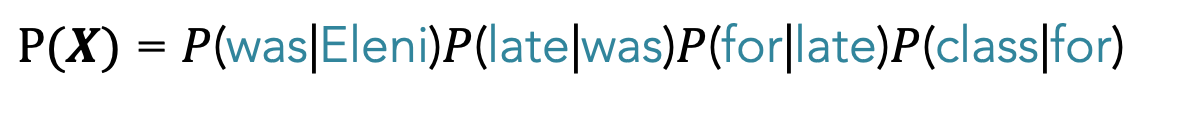 P(X) = P(was|Eleni)P(late|was)P(for|late)P(class|for)